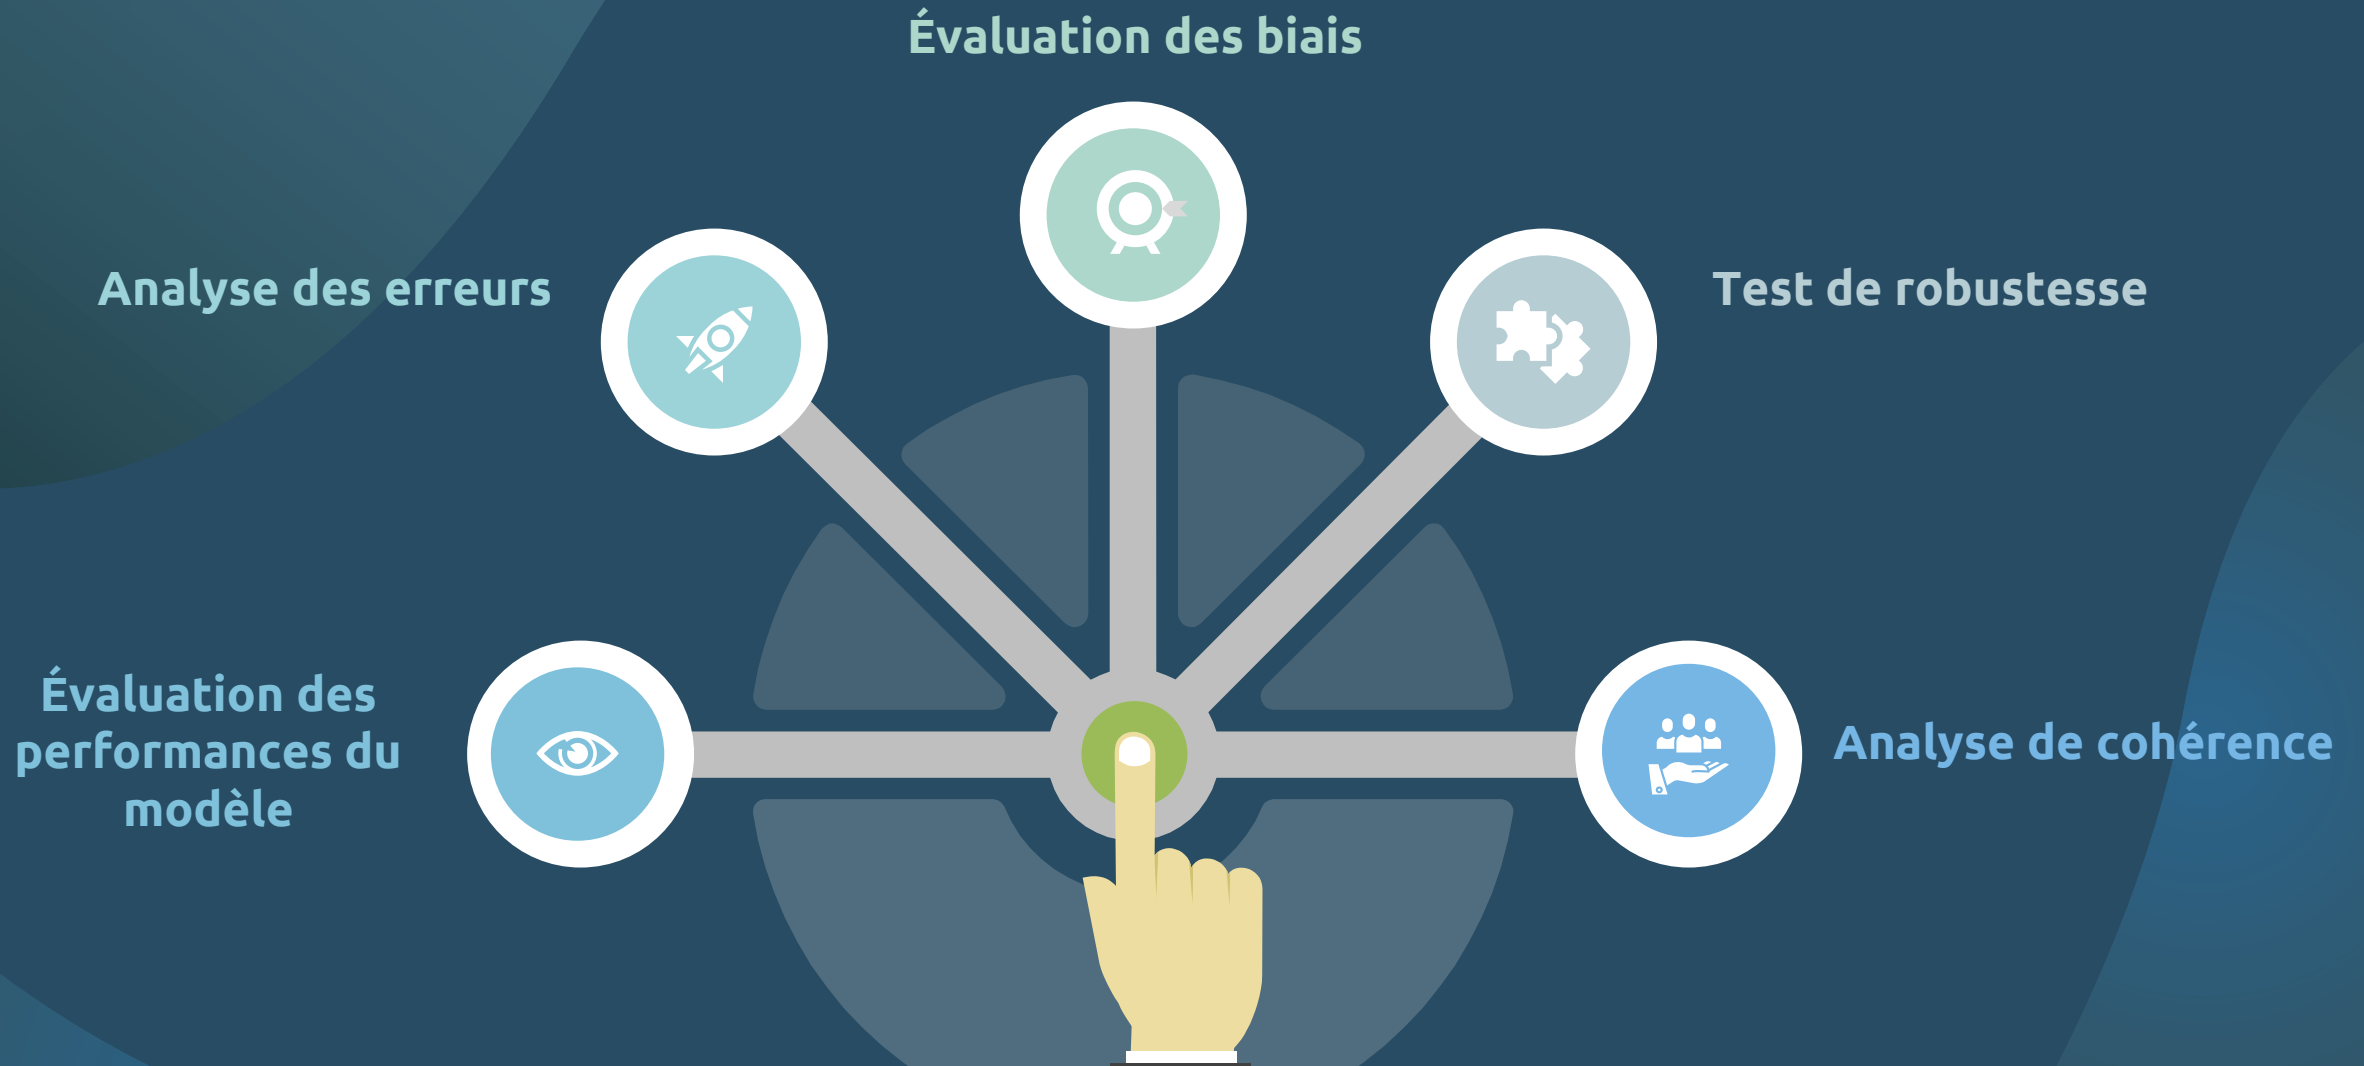 Évaluation des biais
Analyse des erreurs
Test de robustesse
Évaluation des
performances du
modèle
Analyse de cohérence